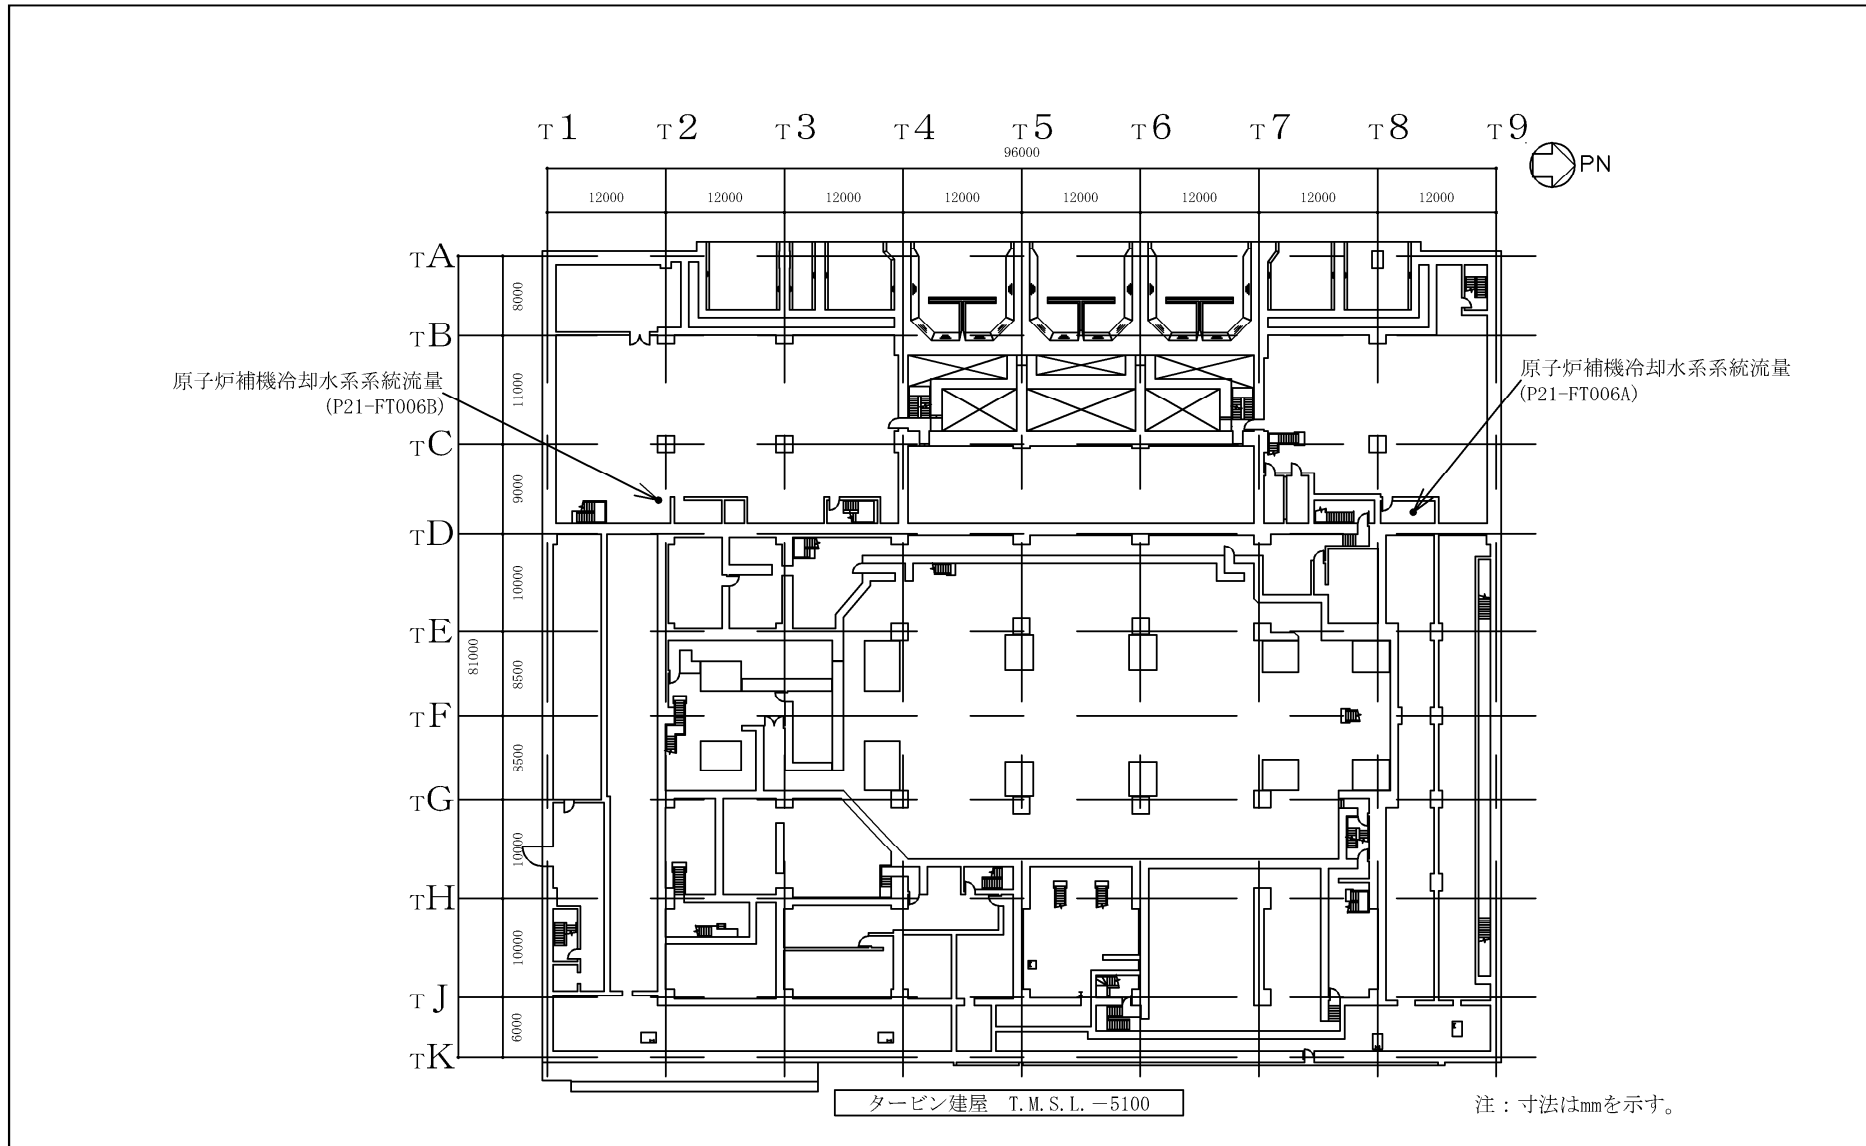 T1 T2 T3 T4 T5 T6 T7 T8 T9
96000
PN
12000 12000 12000 12000 12000 12000 12000 12000
TA
8000
TB
原子炉補機冷却水系系統流量
(P21-FT006B)
11000
原子炉補機冷却水系系統流量
(P21-FT006A)
TC
9000
TD
10000
TE
81000
8500
TF
8500
TG
10000
TH
10000
TJ
6000
TK
タービン建屋 T.M.S.L.－5100
注：寸法はmmを示す。